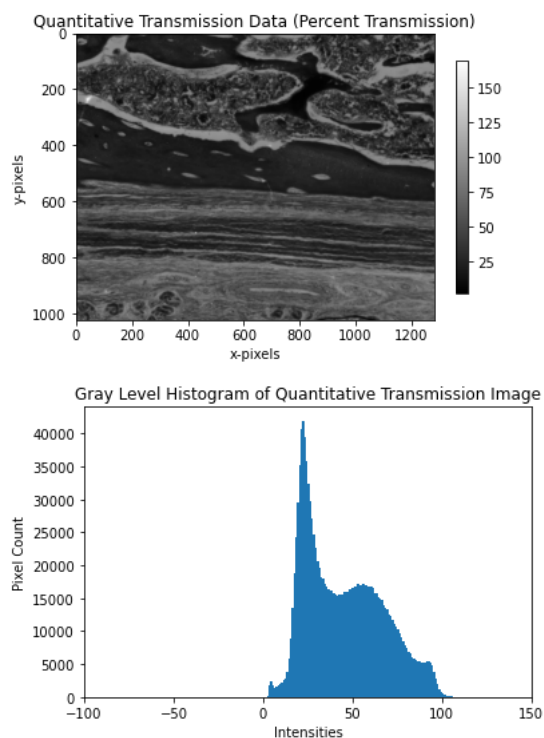 Quantitative Transmission Data (Percent Transmission)
0
200
400
600
800
1000
y-pixels
0 200 400 600 800 1000 1200
x-pixels
150
125
100
75
50
25
Gray Level Histogram of Quantitative Transmission Image
40000
35000
30000
25000
20000
15000
10000
5000
0
Pixel Count
−100 −50 0 50 100 150
Intensities